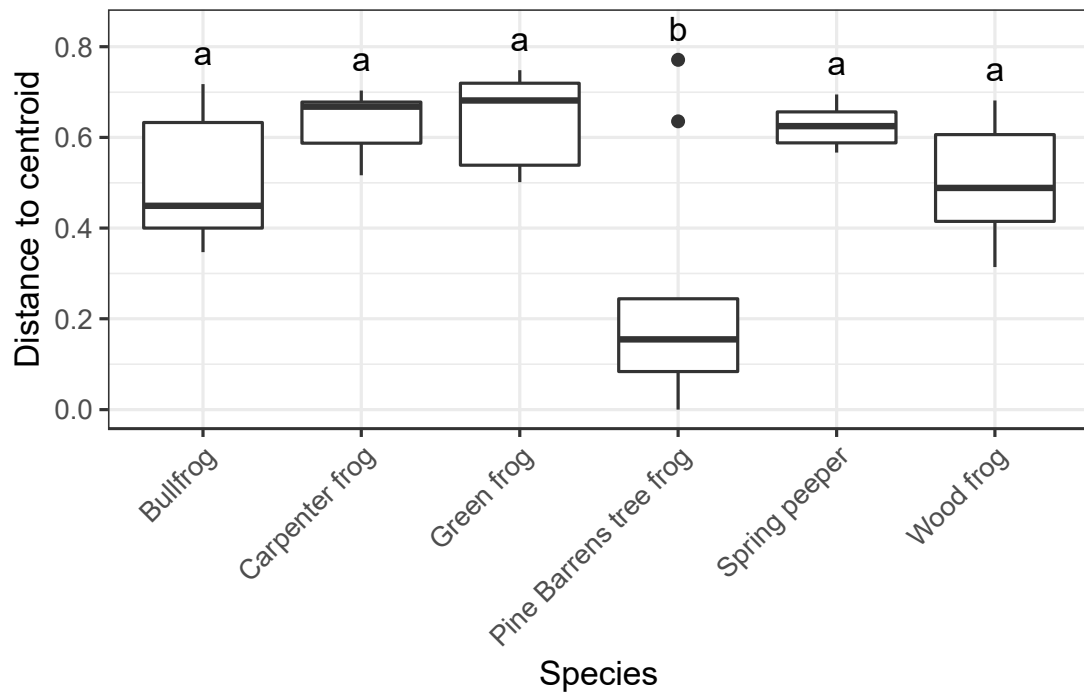 b
a
a
a
a
a
0.8
0.6
0.4
0.2
0.0
Distance to centroid
Bullfrog
Carpenter frog
Green frog
Pine Barrens tree frog
Spring peeper
Wood frog
Species